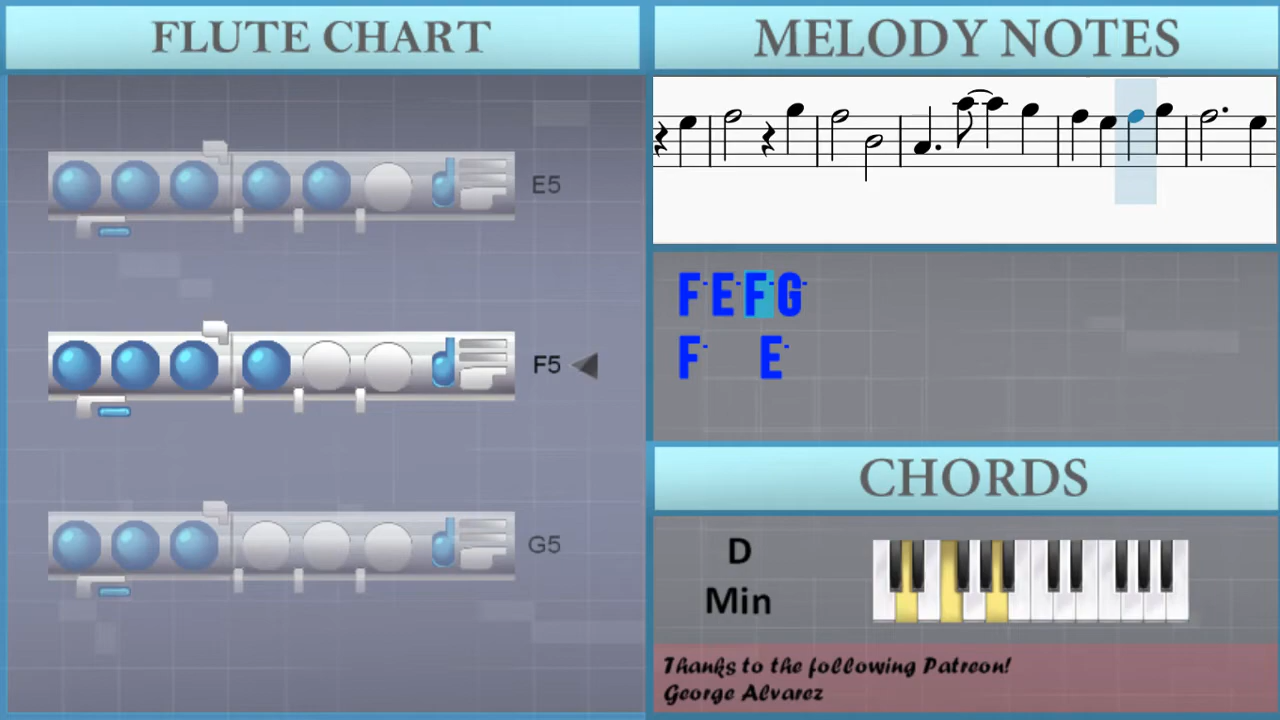 FLUTE CHART
E5
F5
G5
MELODY NOTES
F· E· F· G·
F· E·
CHORDS
D
Min
Thanks to the following Patreon!
George Alvarez